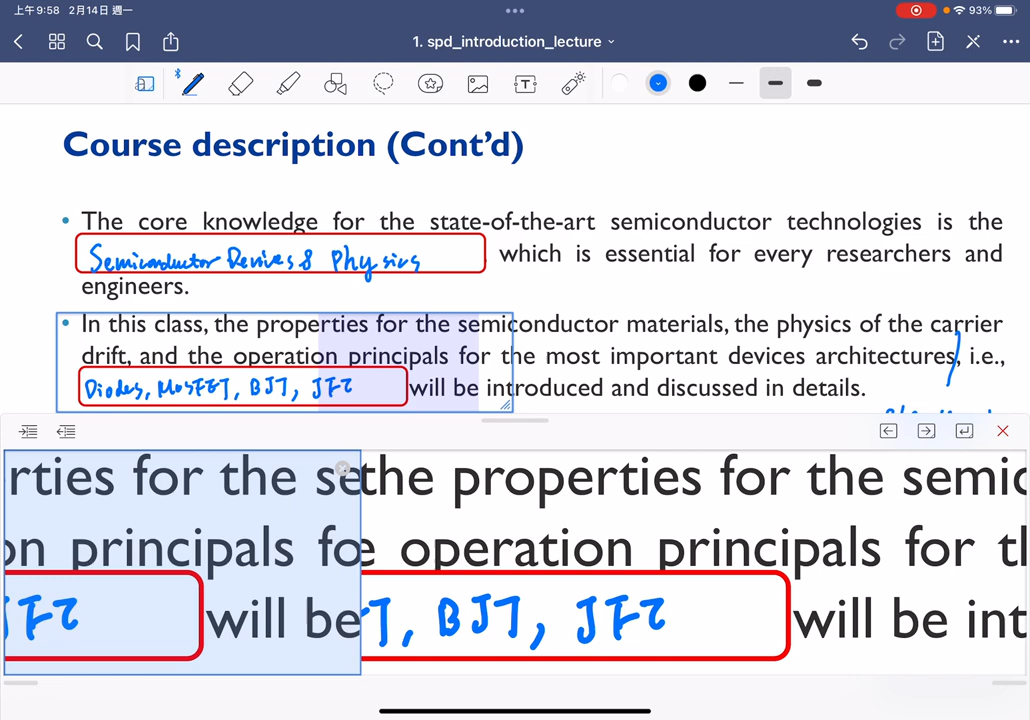 上午9:58 2月14日 週一
93%
1. spd_introduction_lecture
T
Course description (Cont'd)
• The core knowledge for the state-of-the-art semiconductor technologies is the
Semiconductor Devices & Physics which is essential for every researchers and
engineers.
• In this class, the properties for the semiconductor materials, the physics of the carrier
drift, and the operation principals for the most important devices architectures, i.e.,
Diodes, MOSFET, BJT, JFE will be introduced and discussed in details.
rties for the se
on principals fo
JFE will be
the properties for the semic
e operation principals for t
T, BJT, JFE will be int